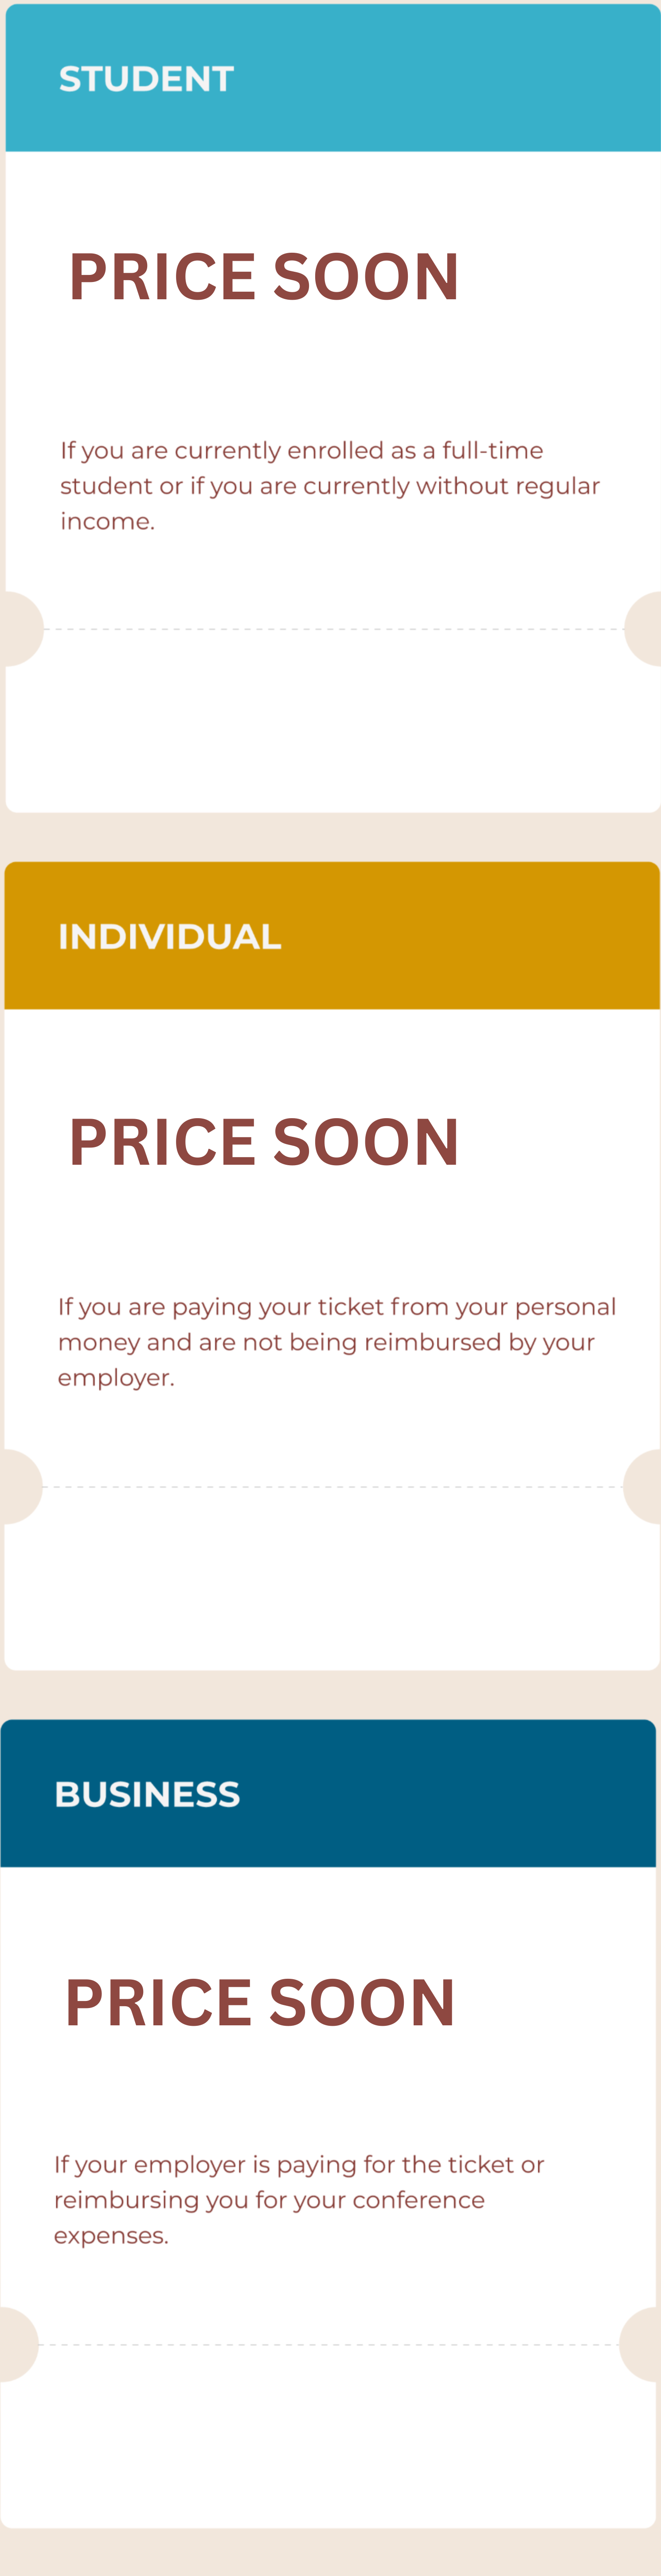 STUDENT
PRICE SOON
If you are currently enrolled as a full-time
student or if you are currently without regular
income.
INDIVIDUAL
PRICE SOON
If you are paying your ticket from your personal
money and are not being reimbursed by your
employer.
BUSINESS
PRICE SOON
If your employer is paying for the ticket or
reimbursing you for your conference
expenses.